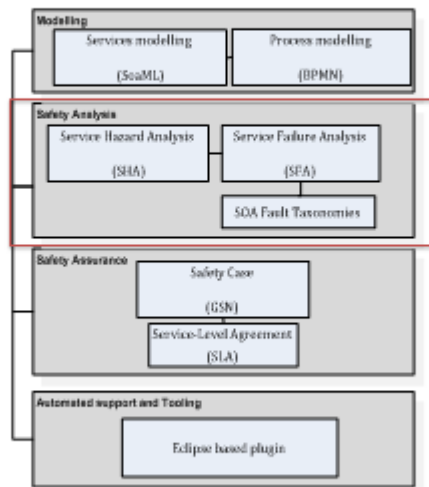 Modelling
Services modelling
(SoaML)
Process modelling
(BPMN)
Safety Analysis
Service Hazard Analysis
(SHA)
Service Failure Analysis
(SFA)
SOA Fault Taxonomies
Safety Assurance
Safety Case
(GSN)
Service-Level Agreement
(SLA)
Automated support and Tooling
Eclipse based plugin